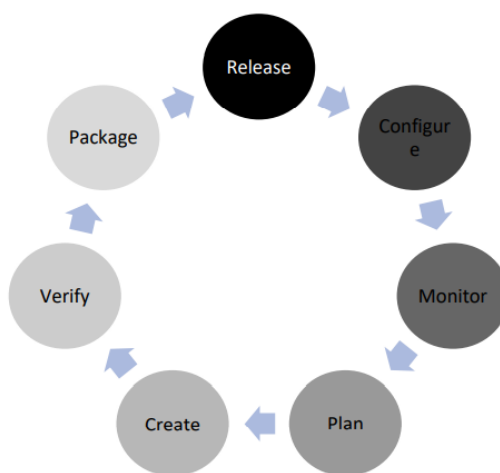 Release
Configur
e
Monitor
Plan
Create
Verify
Package